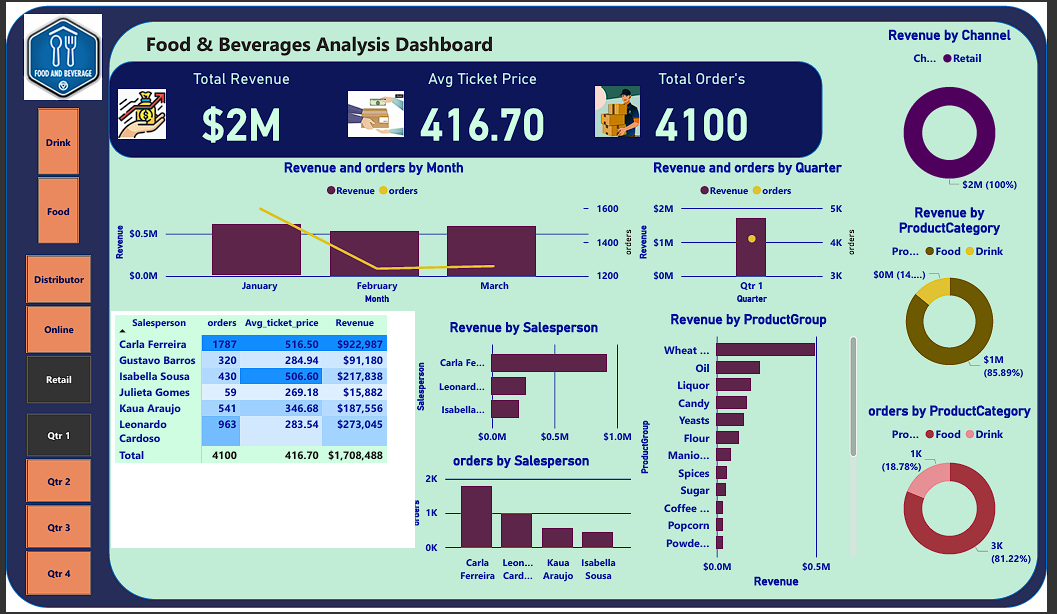 Food & Beverages Analysis Dashboard
FOOD AND BEVERAGE
Drink
Food
Distributor
Online
Retail
Qtr 1
Qtr 2
Qtr 3
Qtr 4
Total Revenue
$2M
Avg Ticket Price
416.70
Total Order's
4100
Revenue and orders by Month
Revenue orders
Revenue
$0.5M
$0.0M
1600
1400
1200
orders
January February March
Month
Revenue and orders by Quarter
Revenue orders
Revenue
$2M
$1M
$0M
5K
4K
3K
orders
Qtr 1
Quarter
Revenue by Channel
Ch... Retail
$2M (100%)
Revenue by
ProductCategory
Pro... Food Drink
$0M (14....)
$1M
(85.89%)
orders by ProductCategory
Pro... Food Drink
1K
(18.78%)
3K
(81.22%)
Salesperson orders Avg_ticket_price Revenue
Carla Ferreira 1787 516.50 $922,987
Gustavo Barros 320 284.94 $91,180
Isabella Sousa 430 506.60 $217,838
Julieta Gomes 59 269.18 $15,882
Kaua Araujo 541 346.68 $187,556
Leonardo 963 283.54 $273,045
Cardoso
Total 4100 416.70 $1,708,488
Revenue by Salesperson
Salesperson
Carla Fe...
Leonard...
Isabella...
$0.0M $0.5M $1.0M
orders by Salesperson
orders
2K
1K
0K
Carla Leon... Kaua Isabella
Ferreira Card... Araujo Sousa
Revenue by ProductGroup
ProductGroup
Wheat ...
Oil
Liquor
Candy
Yeasts
Flour
Manio...
Spices
Sugar
Coffee ...
Popcorn
Powde...
$0.0M $0.5M
Revenue